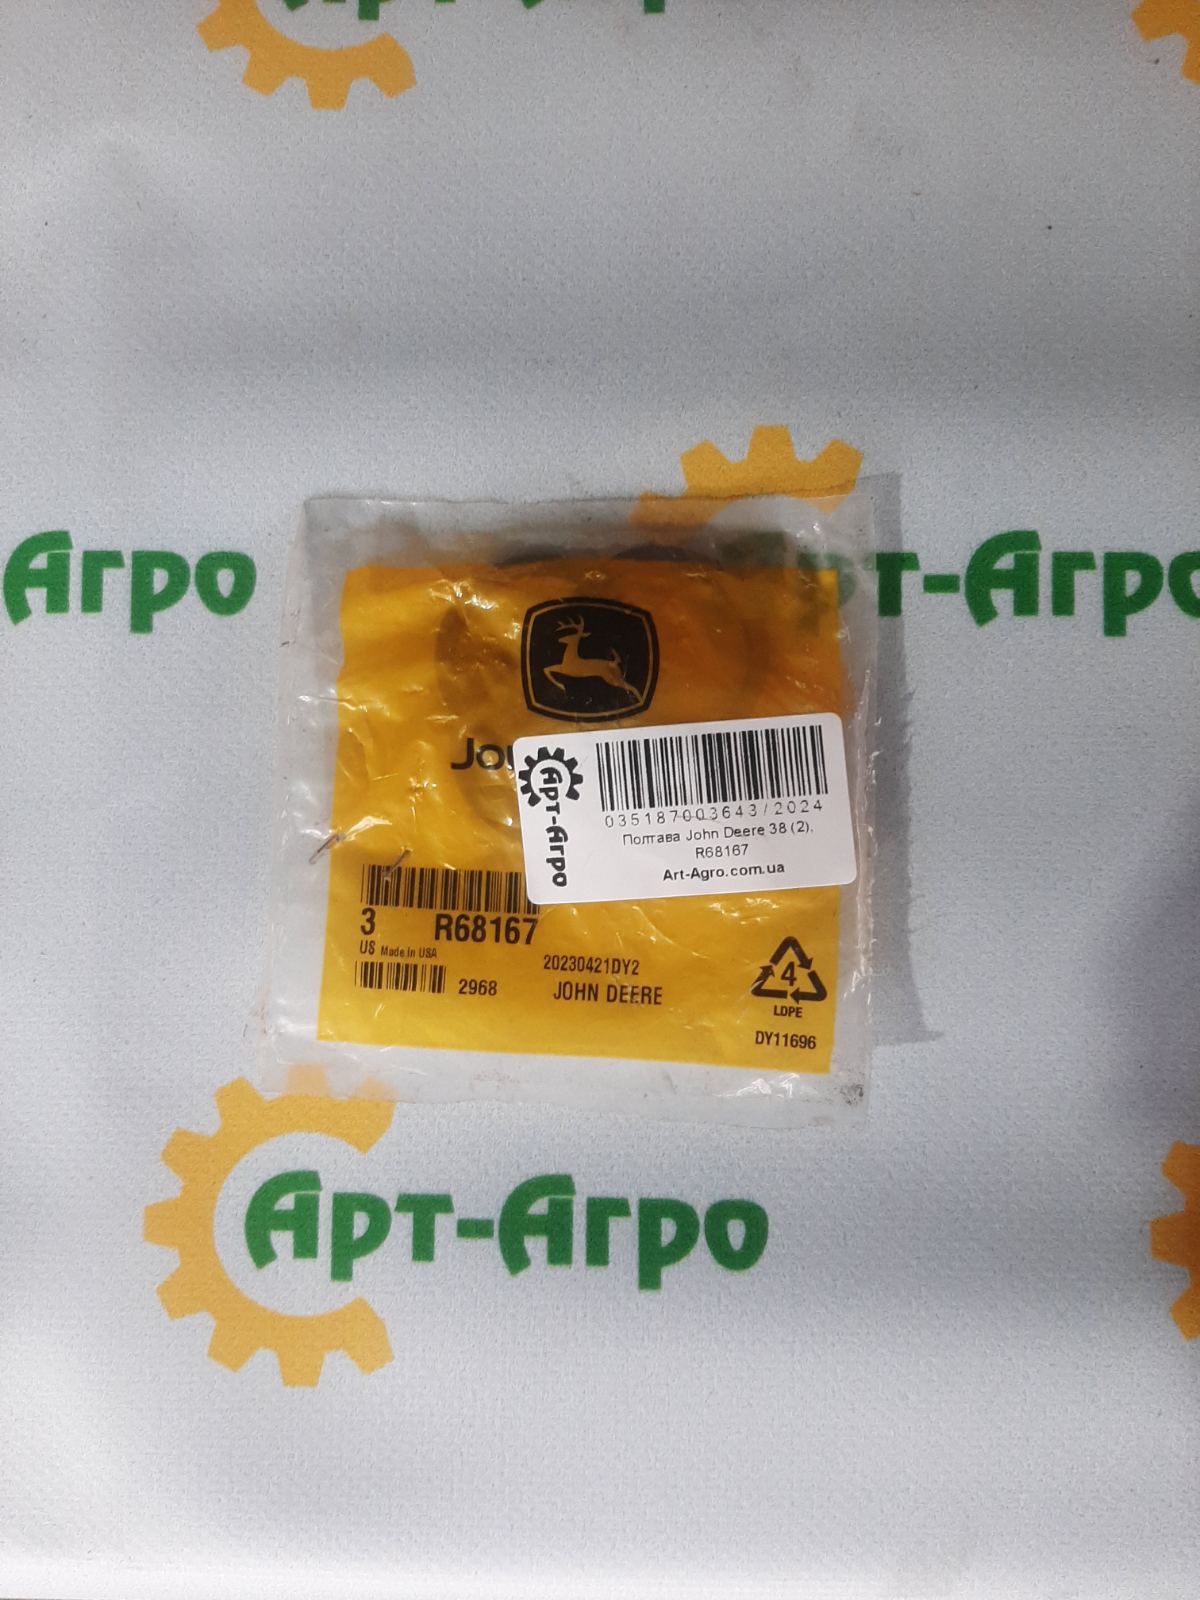 Агро
т-Агро
Jo
Арт-Агро
035187003643/2024
Полтава John Deere 38 (2),
R68167
Art-Agro.com.ua
3 R68167
US Made in USA
20230421DY2
2968 JOHN DEERE
4
LDPE
DY11696
Арт-Агро